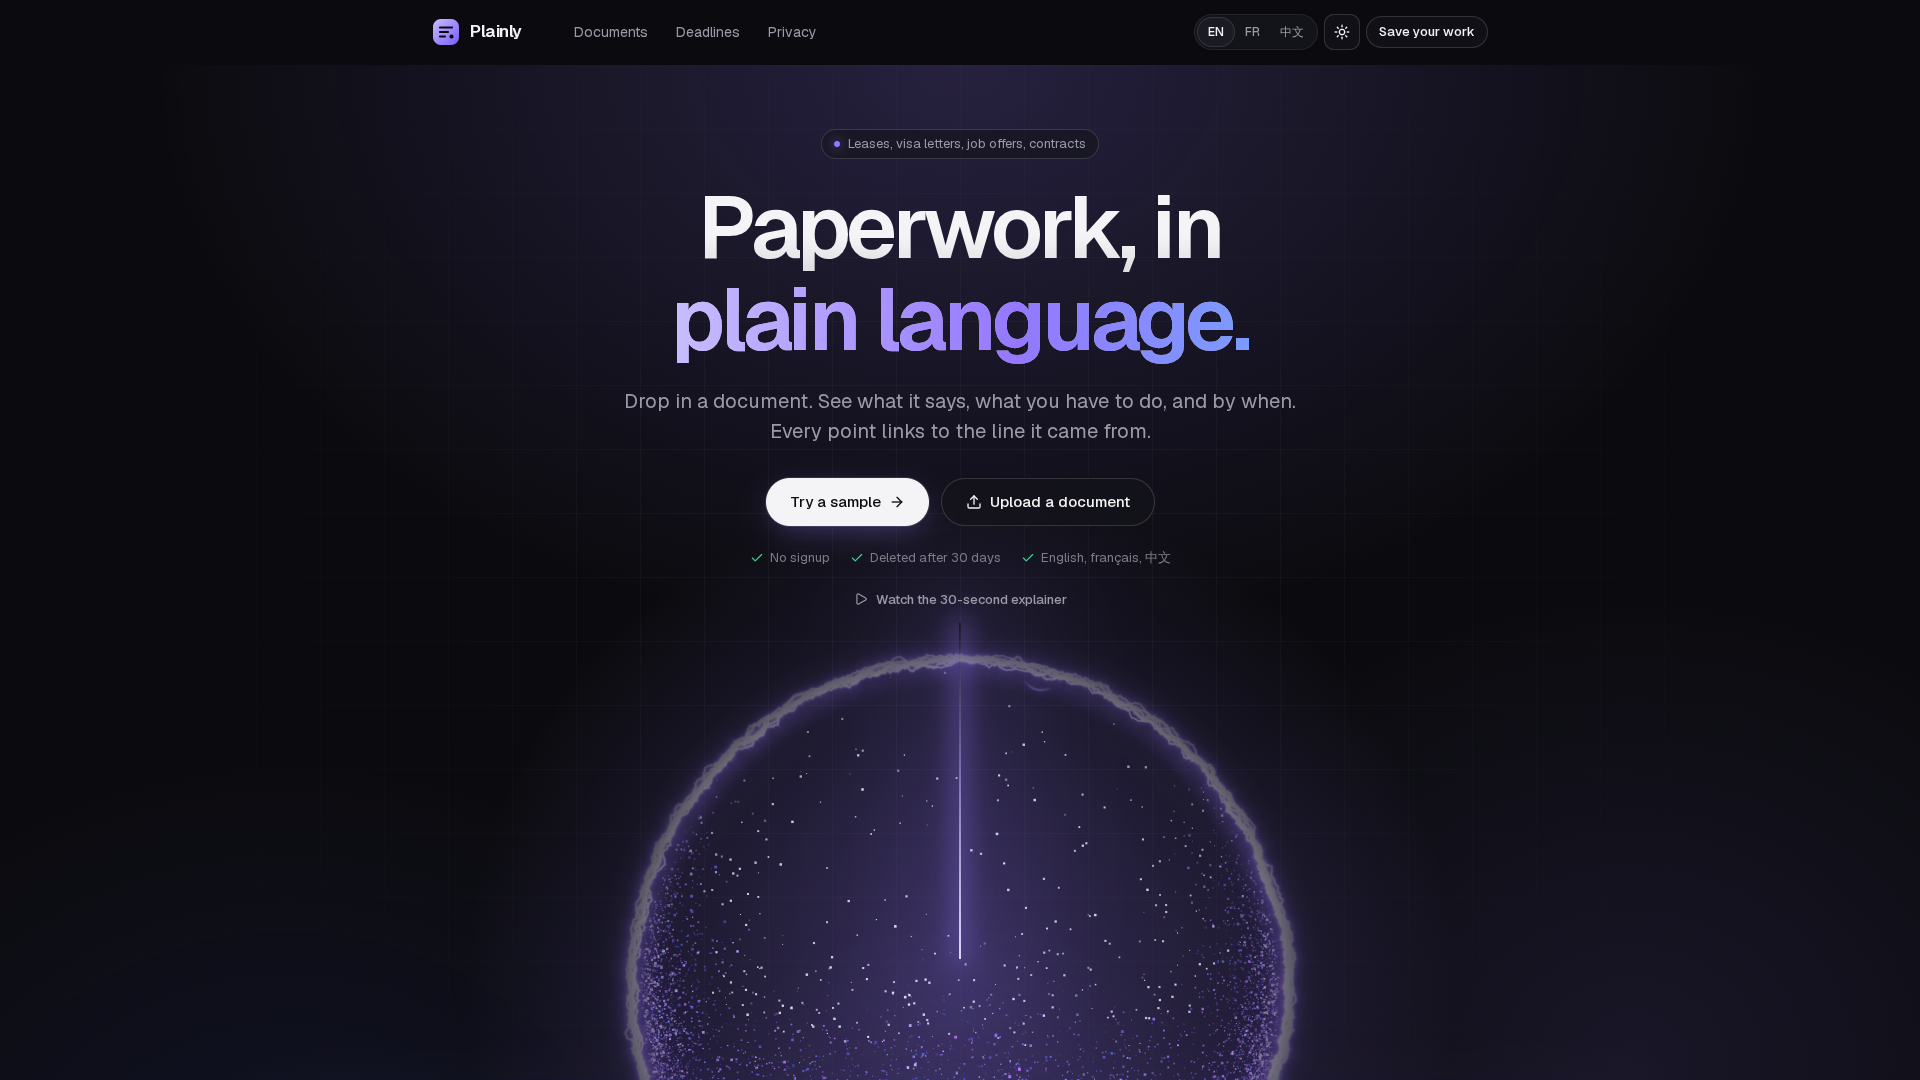 Plainly
Documents
Deadlines
Privacy
EN
FR
中文
Save your work
Leases, visa letters, job offers, contracts
Paperwork, in
plain language.
Drop in a document. See what it says, what you have to do, and by when.
Every point links to the line it came from.
Try a sample
Upload a document
No signup
Deleted after 30 days
English, français, 中文
Watch the 30-second explainer